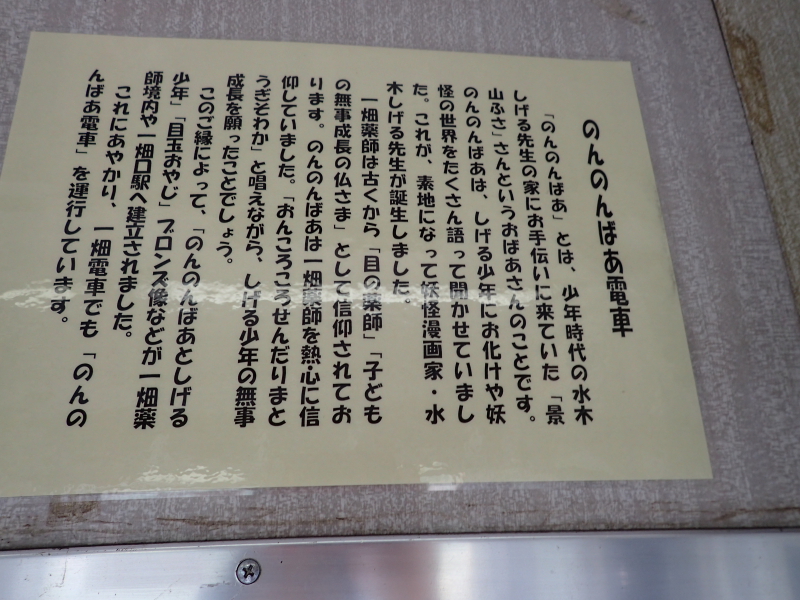 のんのんばあ電車
「のんのんばあ」とは、少年時代の水木
しげる先生の家にお手伝いに来ていた「景
山ふさ」さんというおばあさんのことです。
のんのんばあは、しげる少年にお化けや妖
怪の世界をたくさん語って聞かせていまし
た。これが、素地になって妖怪漫画家・水
木しげる先生が誕生しました。
一畑薬師は古くから「目の薬師」「子ども
の無事成長の仏さま」として信仰されてお
ります。のんのんばあは一畑薬師を熱心に信
仰していました。「おんころころせんだりまと
うぎそわか」と唱えながら、しげる少年の無事
成長を願ったことでしょう。
このご縁によって、「のんのんばあとしげる
少年」「目玉おやじ」ブロンズ像などが一畑薬
師境内や一畑口駅へ建立されました。
これにあやかり、一畑電車でも「のんの
んばあ電車」を運行しています。